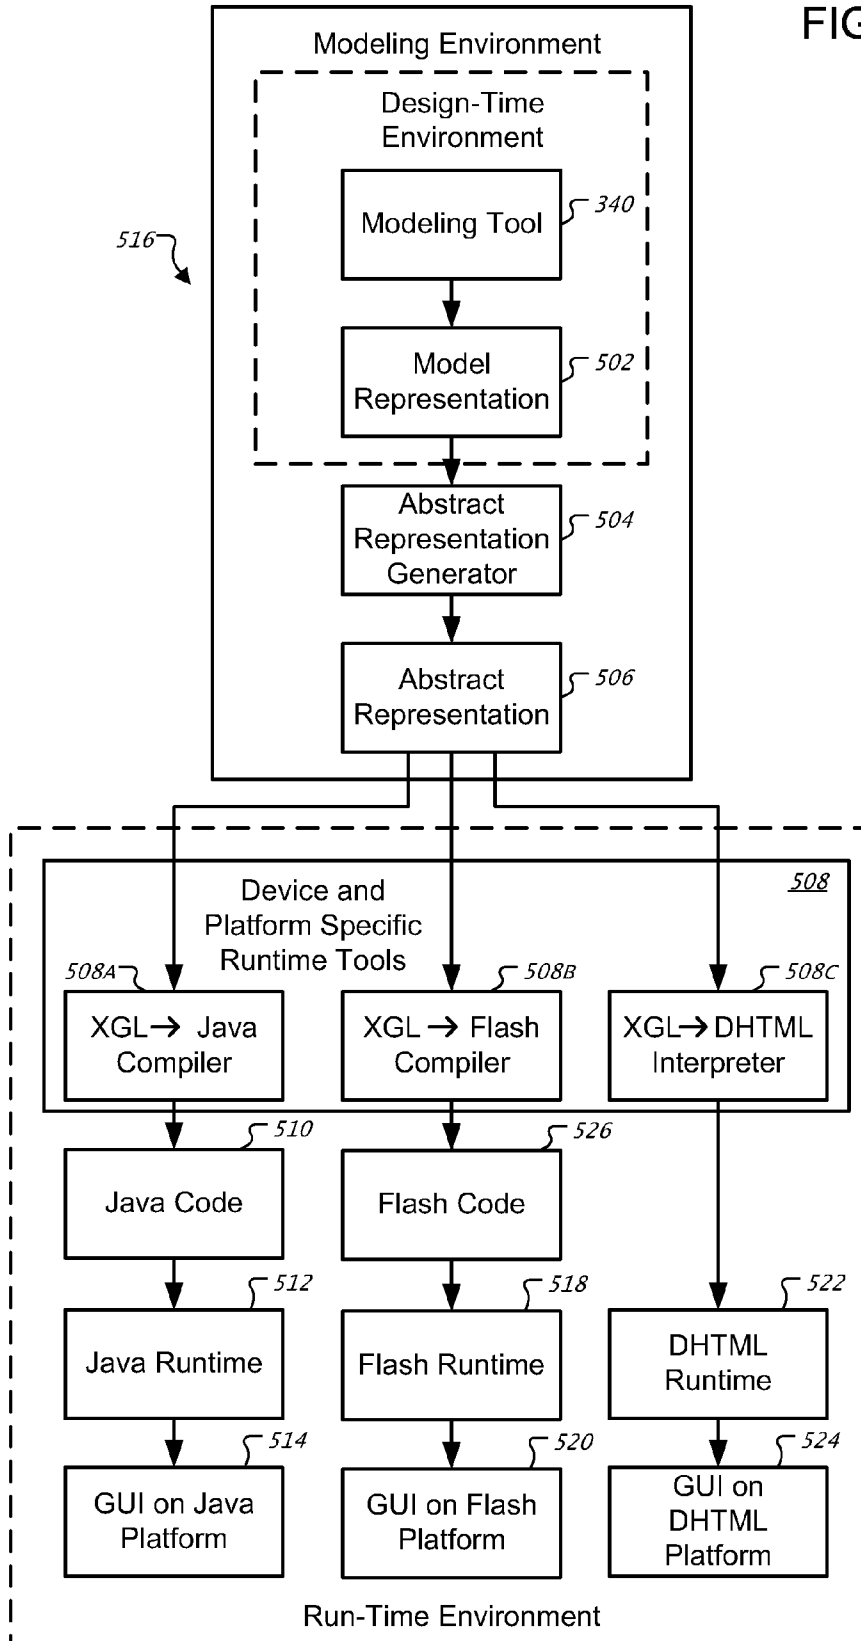 FIG
Modeling Environment
Design-Time
Environment
Modeling Tool
340
516
Model
Representation
502
Abstract
Representation
Generator
504
Abstract
Representation
506
508
Device and
Platform Specific
Runtime Tools
508A
508B
508C
XGL→ Java
Compiler
XGL → Flash
Compiler
XGL→DHTML
Interpreter
510
526
Java Code
Flash Code
512
518
522
Java Runtime
Flash Runtime
DHTML
Runtime
514
520
524
GUI on Java
Platform
GUI on Flash
Platform
GUI on
DHTML
Platform
Run-Time Environment